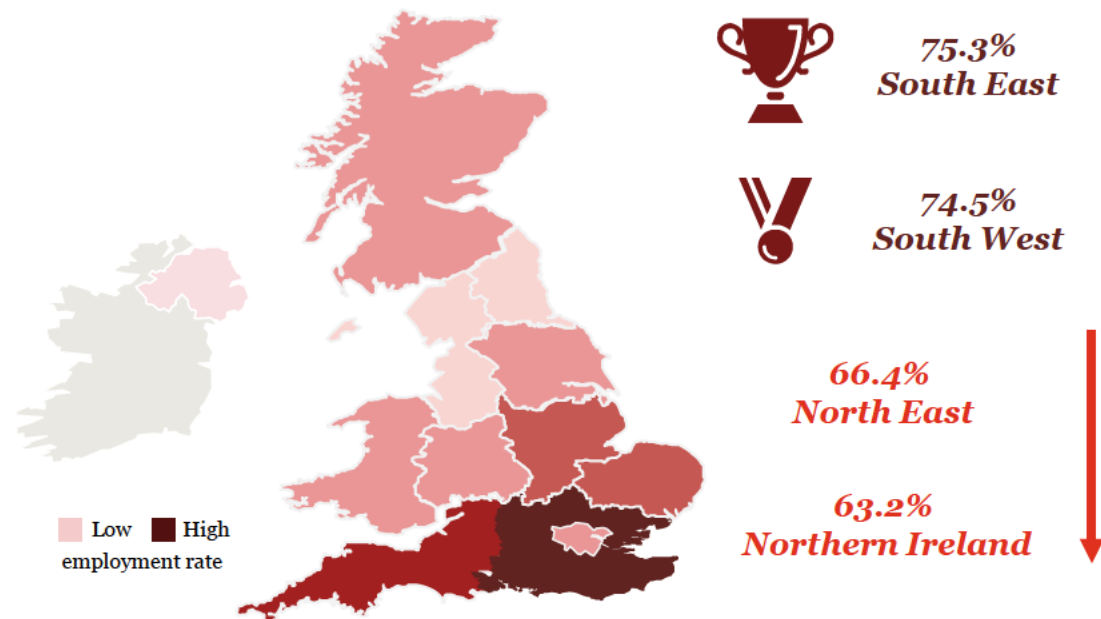 75.3%
South East
74.5%
South West
66.4%
North East
63.2%
Northern Ireland
Low High
employment rate